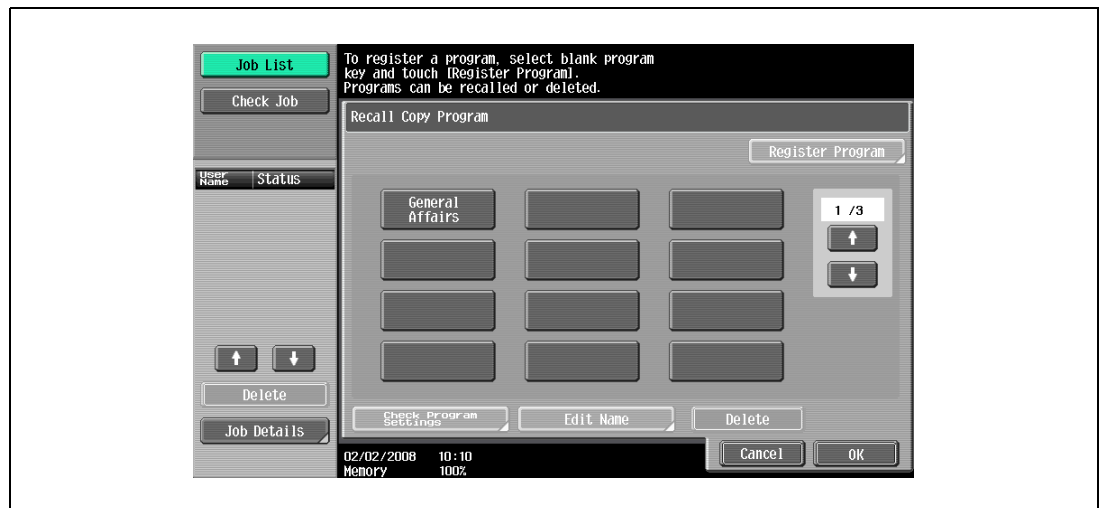 Job List
Check Job
User Name
Status
Delete
Job Details
To register a program, select blank program
key and touch [Register Program].
Programs can be recalled or deleted.
Recall Copy Program
Register Program
General
Affairs
1 /3
Check Program
Settings
Edit Name
Delete
02/02/2008 10:10
Memory 100%
Cancel
OK